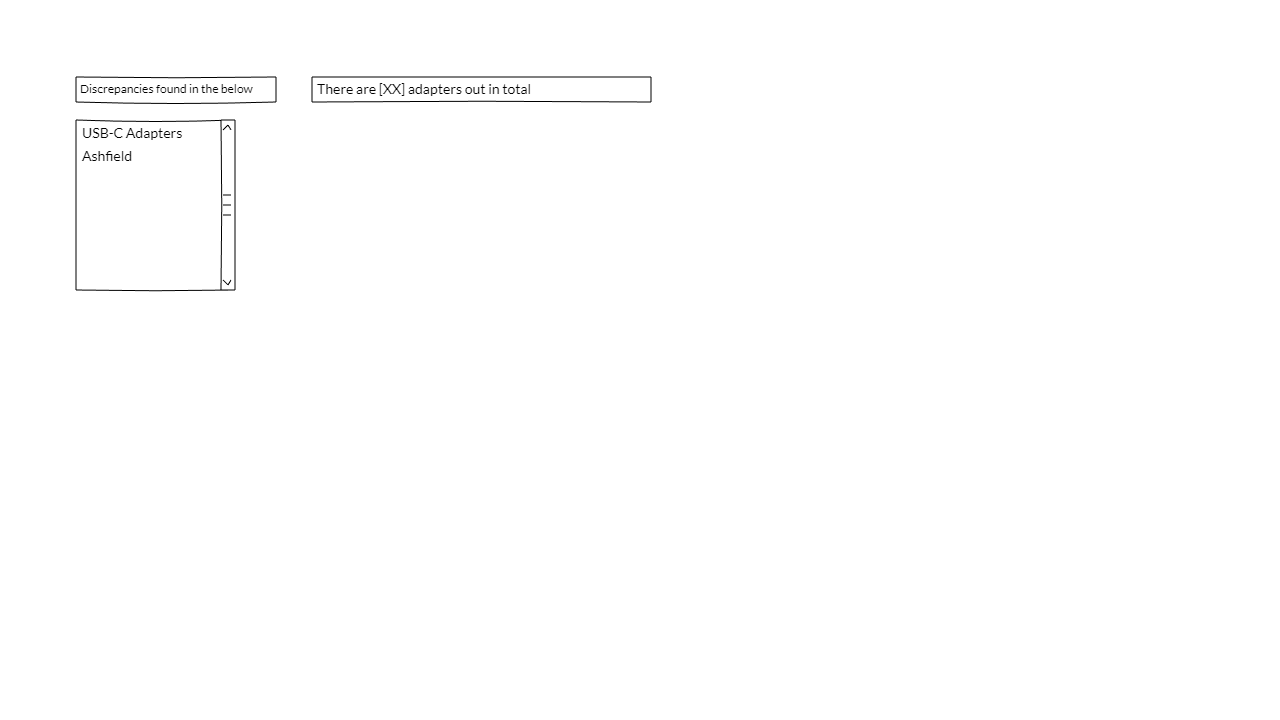 Discrepancies found in the below
There are [XX] adapters out in total
USB-C Adapters
Ashfield